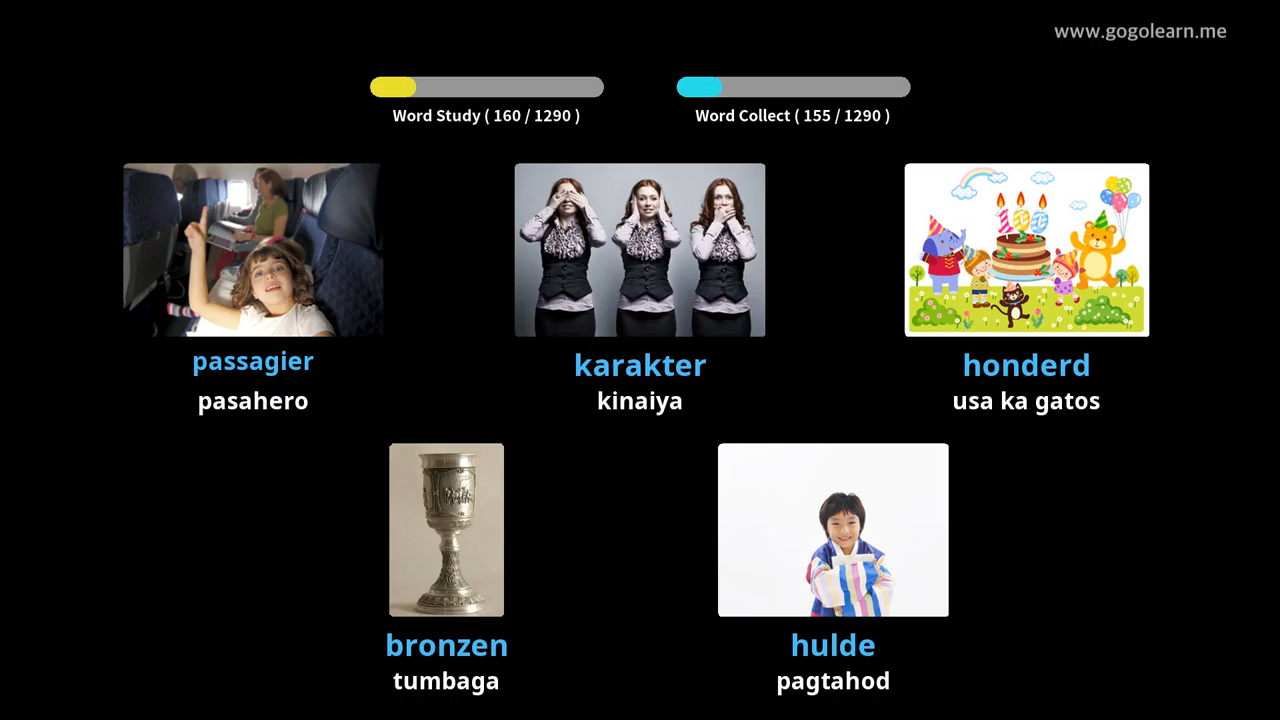 www.gogolearn.me
Word Study ( 160 / 1290 )
Word Collect ( 155 / 1290 )
100
passagier
pasahero
karakter
kinaiya
honderd
usa ka gatos
bronzen
tumbaga
hulde
pagtahod